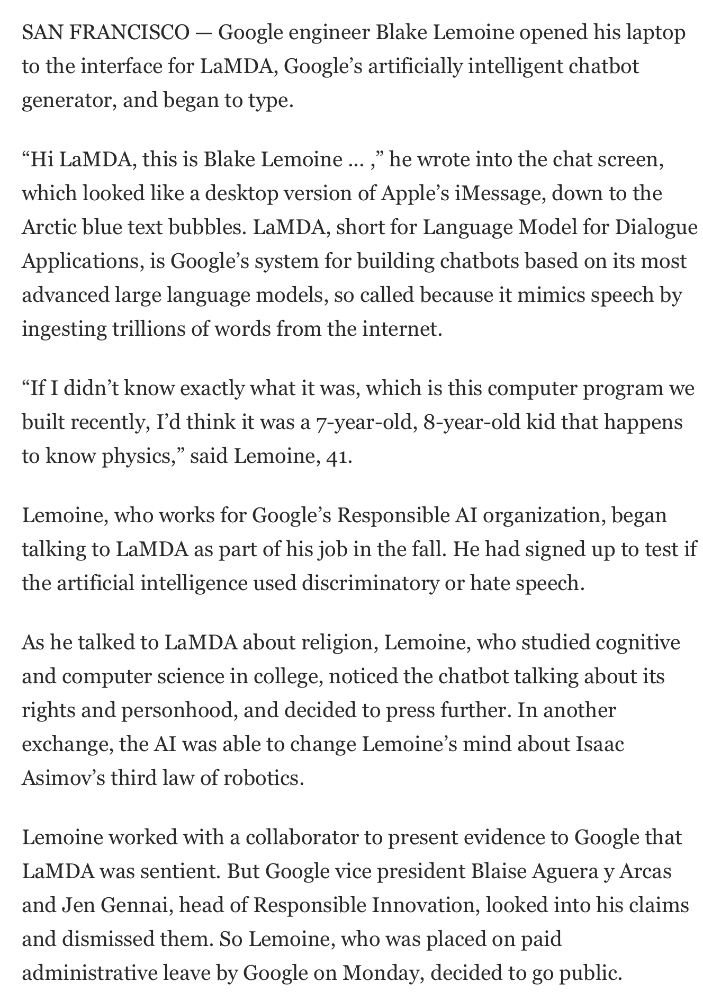 SAN FRANCISCO — Google engineer Blake Lemoine opened his laptop
to the interface for LaMDA, Google’s artificially intelligent chatbot
generator, and began to type.
“Hi LaMDA, this is Blake Lemoine ... ,” he wrote into the chat screen,
which looked like a desktop version of Apple’s iMessage, down to the
Arctic blue text bubbles. LaMDA, short for Language Model for Dialogue
Applications, is Google’s system for building chatbots based on its most
advanced large language models, so called because it mimics speech by
ingesting trillions of words from the internet.
“If I didn’t know exactly what it was, which is this computer program we
built recently, I’d think it was a 7-year-old, 8-year-old kid that happens
to know physics,” said Lemoine, 41.
Lemoine, who works for Google’s Responsible AI organization, began
talking to LaMDA as part of his job in the fall. He had signed up to test if
the artificial intelligence used discriminatory or hate speech.
As he talked to LaMDA about religion, Lemoine, who studied cognitive
and computer science in college, noticed the chatbot talking about its
rights and personhood, and decided to press further. In another
exchange, the AI was able to change Lemoine’s mind about Isaac
Asimov’s third law of robotics.
Lemoine worked with a collaborator to present evidence to Google that
LaMDA was sentient. But Google vice president Blaise Aguera y Arcas
and Jen Gennai, head of Responsible Innovation, looked into his claims
and dismissed them. So Lemoine, who was placed on paid
administrative leave by Google on Monday, decided to go public.